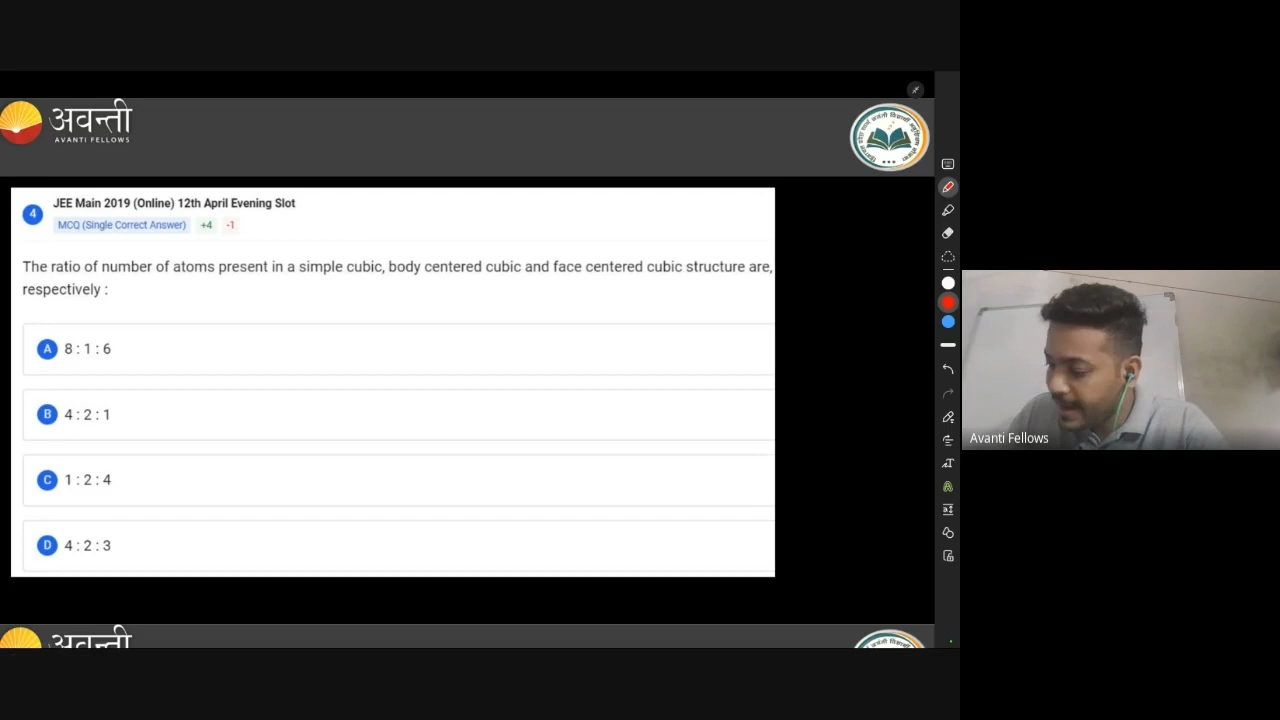 अवन्ती
AVANTI FELLOWS
4
JEE Main 2019 (Online) 12th April Evening Slot
MCQ (Single Correct Answer) +4 -1
The ratio of number of atoms present in a simple cubic, body centered cubic and face centered cubic structure are,
respectively :
A 8 : 1 : 6
B 4 : 2 : 1
C 1 : 2 : 4
D 4 : 2 : 3
Avanti Fellows
अवन्ती